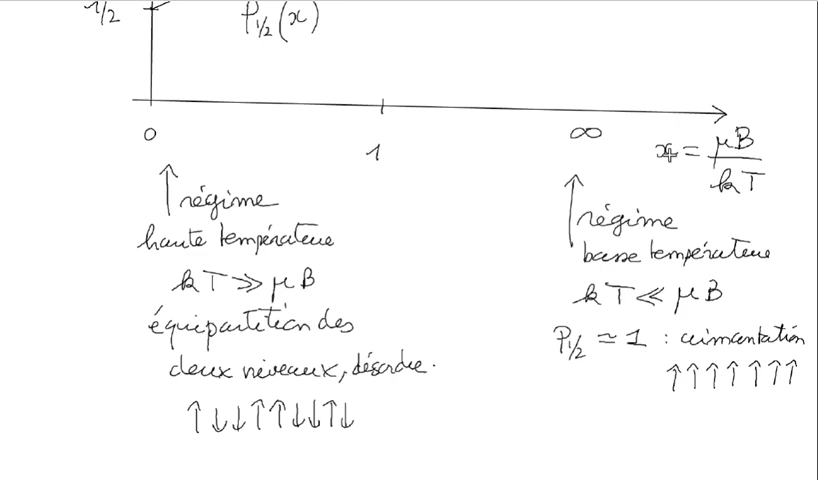 1/2
P1/2(x)
0
1
∞
x = μB / kT
régime
haute température
kT ≫ μB
équipartition des
deux niveaux, désordre.
↑↓↓↑↑↓↓↑↓
régime
basse température
kT ≪ μB
P1/2 ≃ 1 : aimantation
↑↑↑↑↑↑↑